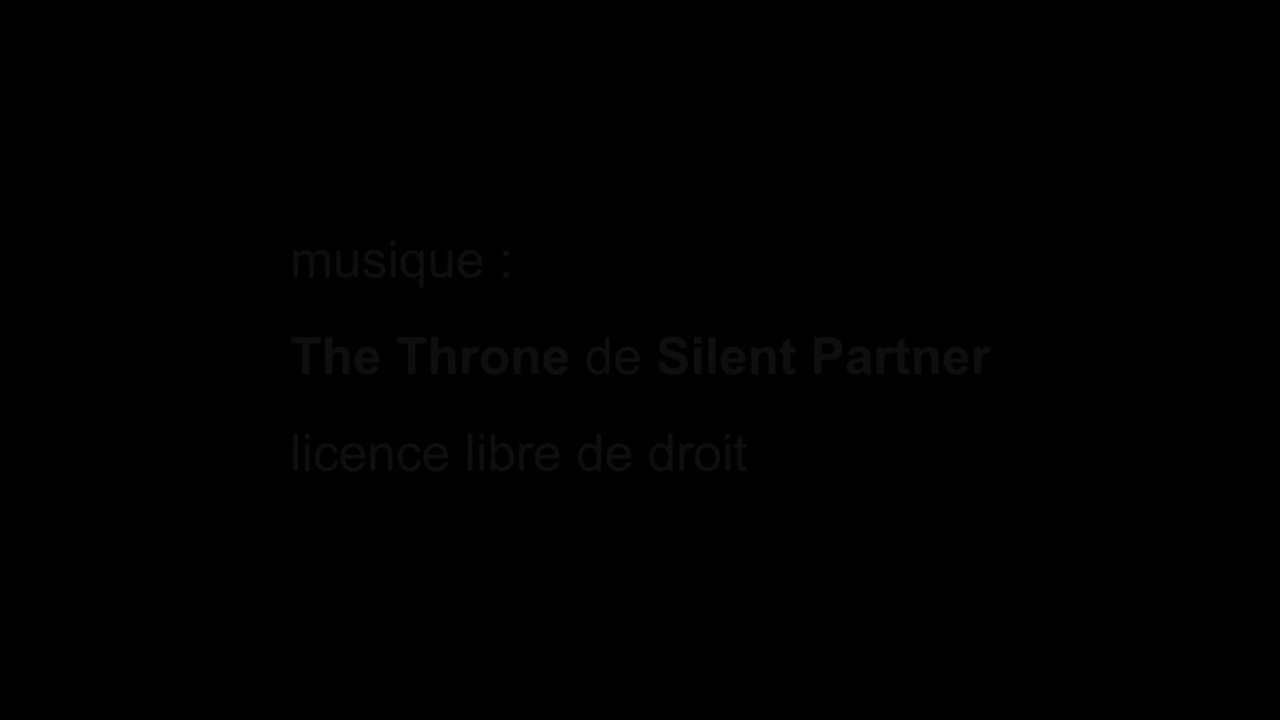 musique :
The Throne de Silent Partner
licence libre de droit